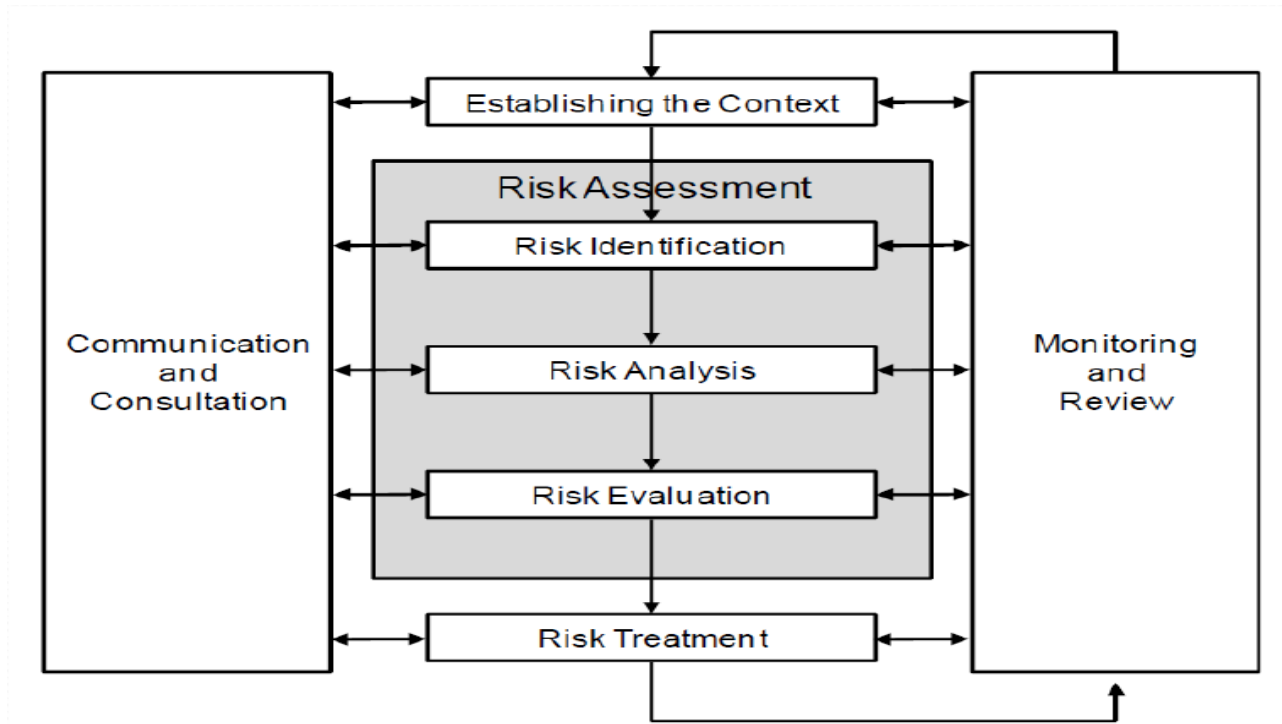 Establishing the Context
Risk Assessment
Risk Identification
Communication
and
Consultation
Risk Analysis
Monitoring
and
Review
Risk Evaluation
Risk Treatment